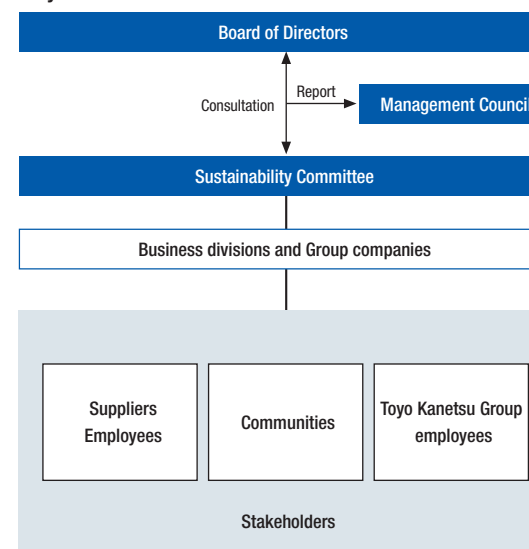 Board of Directors
Report
Consultation
Management Council
Sustainability Committee
Business divisions and Group companies
Suppliers
Employees
Communities
Toyo Kanetsu Group
employees
Stakeholders